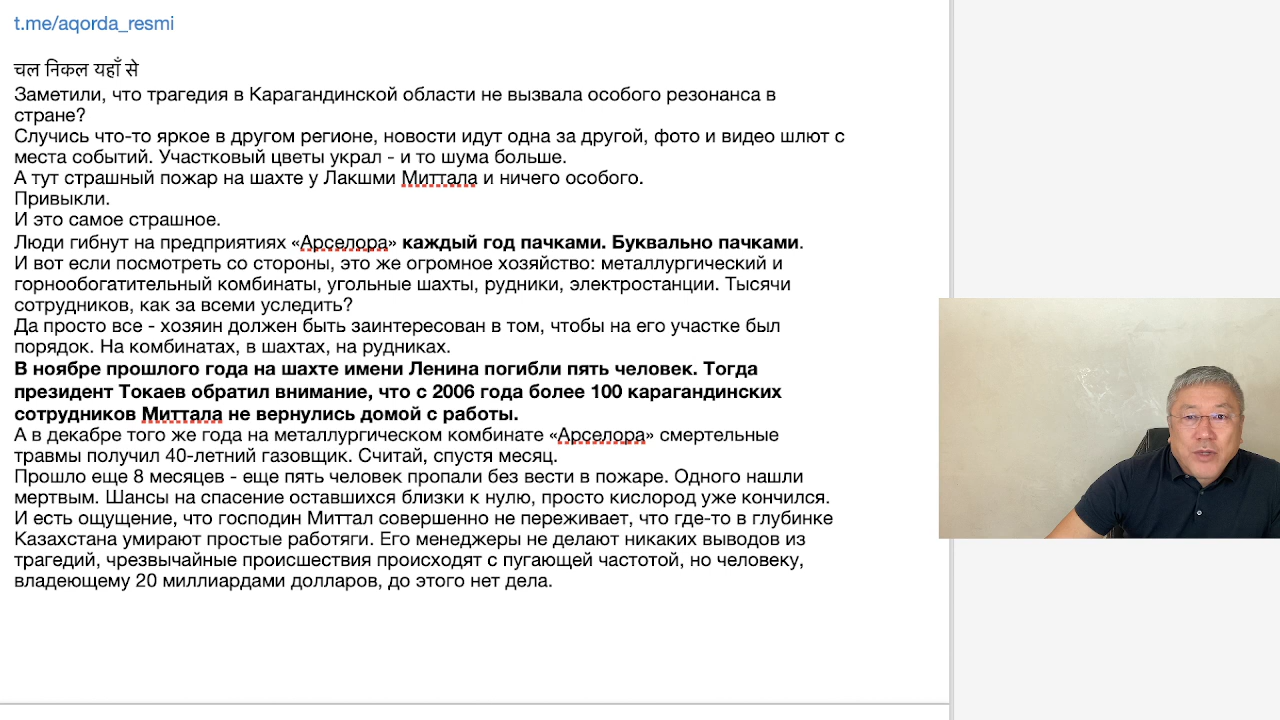 t.me/aqorda_resmi
चल निकल यहाँ से
Заметили, что трагедия в Карагандинской области не вызвала особого резонанса в
стране?
Случись что-то яркое в другом регионе, новости идут одна за другой, фото и видео шлют с
места событий. Участковый цветы украл - и то шума больше.
А тут страшный пожар на шахте у Лакшми Миттала и ничего особого.
Привыкли.
И это самое страшное.
Люди гибнут на предприятиях «Арселора» каждый год пачками. Буквально пачками.
И вот если посмотреть со стороны, это же огромное хозяйство: металлургический и
горнообогатительный комбинаты, угольные шахты, рудники, электростанции. Тысячи
сотрудников, как за всеми уследить?
Да просто все - хозяин должен быть заинтересован в том, чтобы на его участке был
порядок. На комбинатах, в шахтах, на рудниках.
В ноябре прошлого года на шахте имени Ленина погибли пять человек. Тогда
президент Токаев обратил внимание, что с 2006 года более 100 карагандинских
сотрудников Миттала не вернулись домой с работы.
А в декабре того же года на металлургическом комбинате «Арселора» смертельные
травмы получил 40-летний газовщик. Считай, спустя месяц.
Прошло еще 8 месяцев - еще пять человек пропали без вести в пожаре. Одного нашли
мертвым. Шансы на спасение оставшихся близки к нулю, просто кислород уже кончился.
И есть ощущение, что господин Миттал совершенно не переживает, что где-то в глубинке
Казахстана умирают простые работяги. Его менеджеры не делают никаких выводов из
трагедий, чрезвычайные происшествия происходят с пугающей частотой, но человеку,
владеющему 20 миллиардами долларов, до этого нет дела.